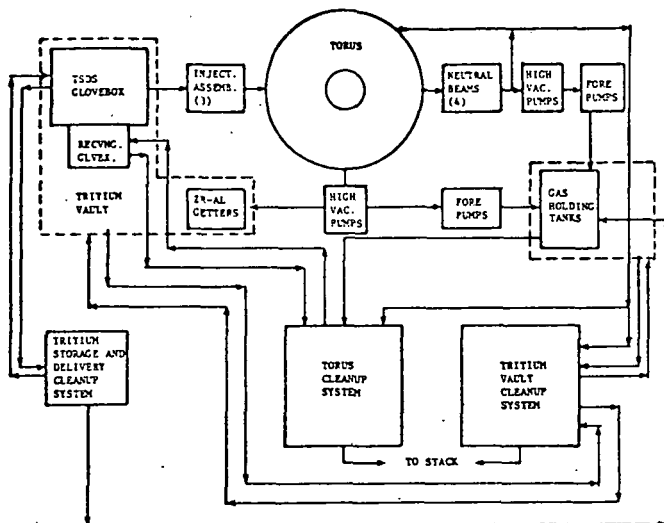 TSDS
GLOVEBOX
RECVNG.
GLVBX.
TRITIUM
VAULT
INJECT.
ASSEMB.
(3)
TORUS
NEUTRAL
BEAMS
(4)
HIGH
VAC.
PUMPS
FORE
PUMPS
ZR-AL
GETTERS
HIGH
VAC.
PUMPS
FORE
PUMPS
GAS
HOLDING
TANKS
TRITIUM
STORAGE AND
DELIVERY
CLEANUP
SYSTEM
TORUS
CLEANUP
SYSTEM
TRITIUM
VAULT
CLEANUP
SYSTEM
TO STACK